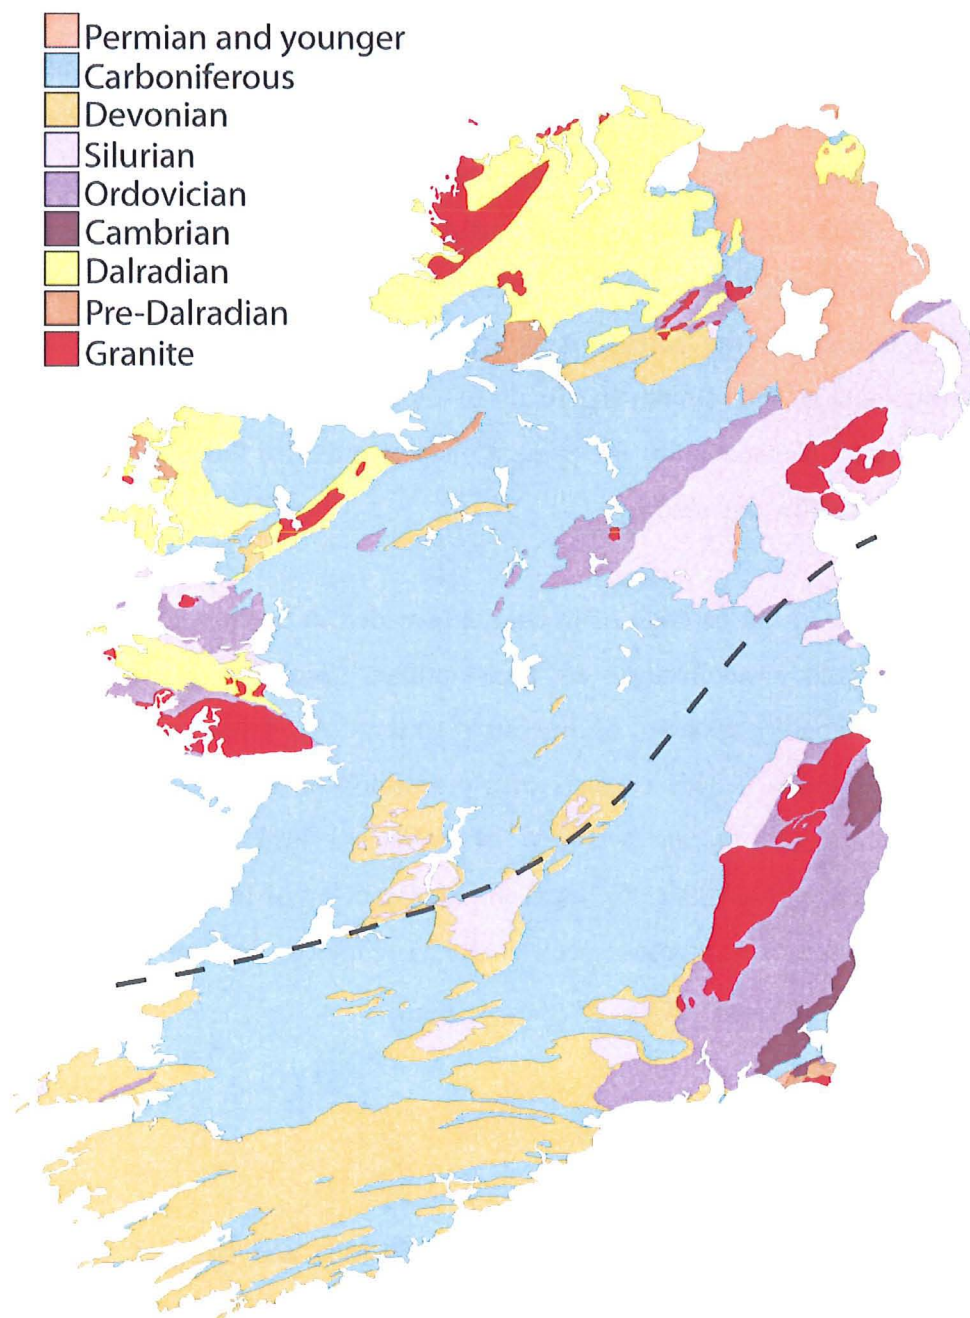 Permian and younger
Carboniferous
Devonian
Silurian
Ordovician
Cambrian
Dalradian
Pre-Dalradian
Granite